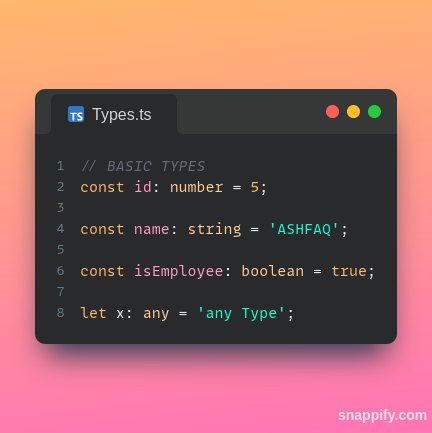 TS Types.ts
1 // BASIC TYPES
2 const id: number = 5;
3
4 const name: string = 'ASHFAQ';
5
6 const isEmployee: boolean = true;
7
8 let x: any = 'any Type';
snappify.com